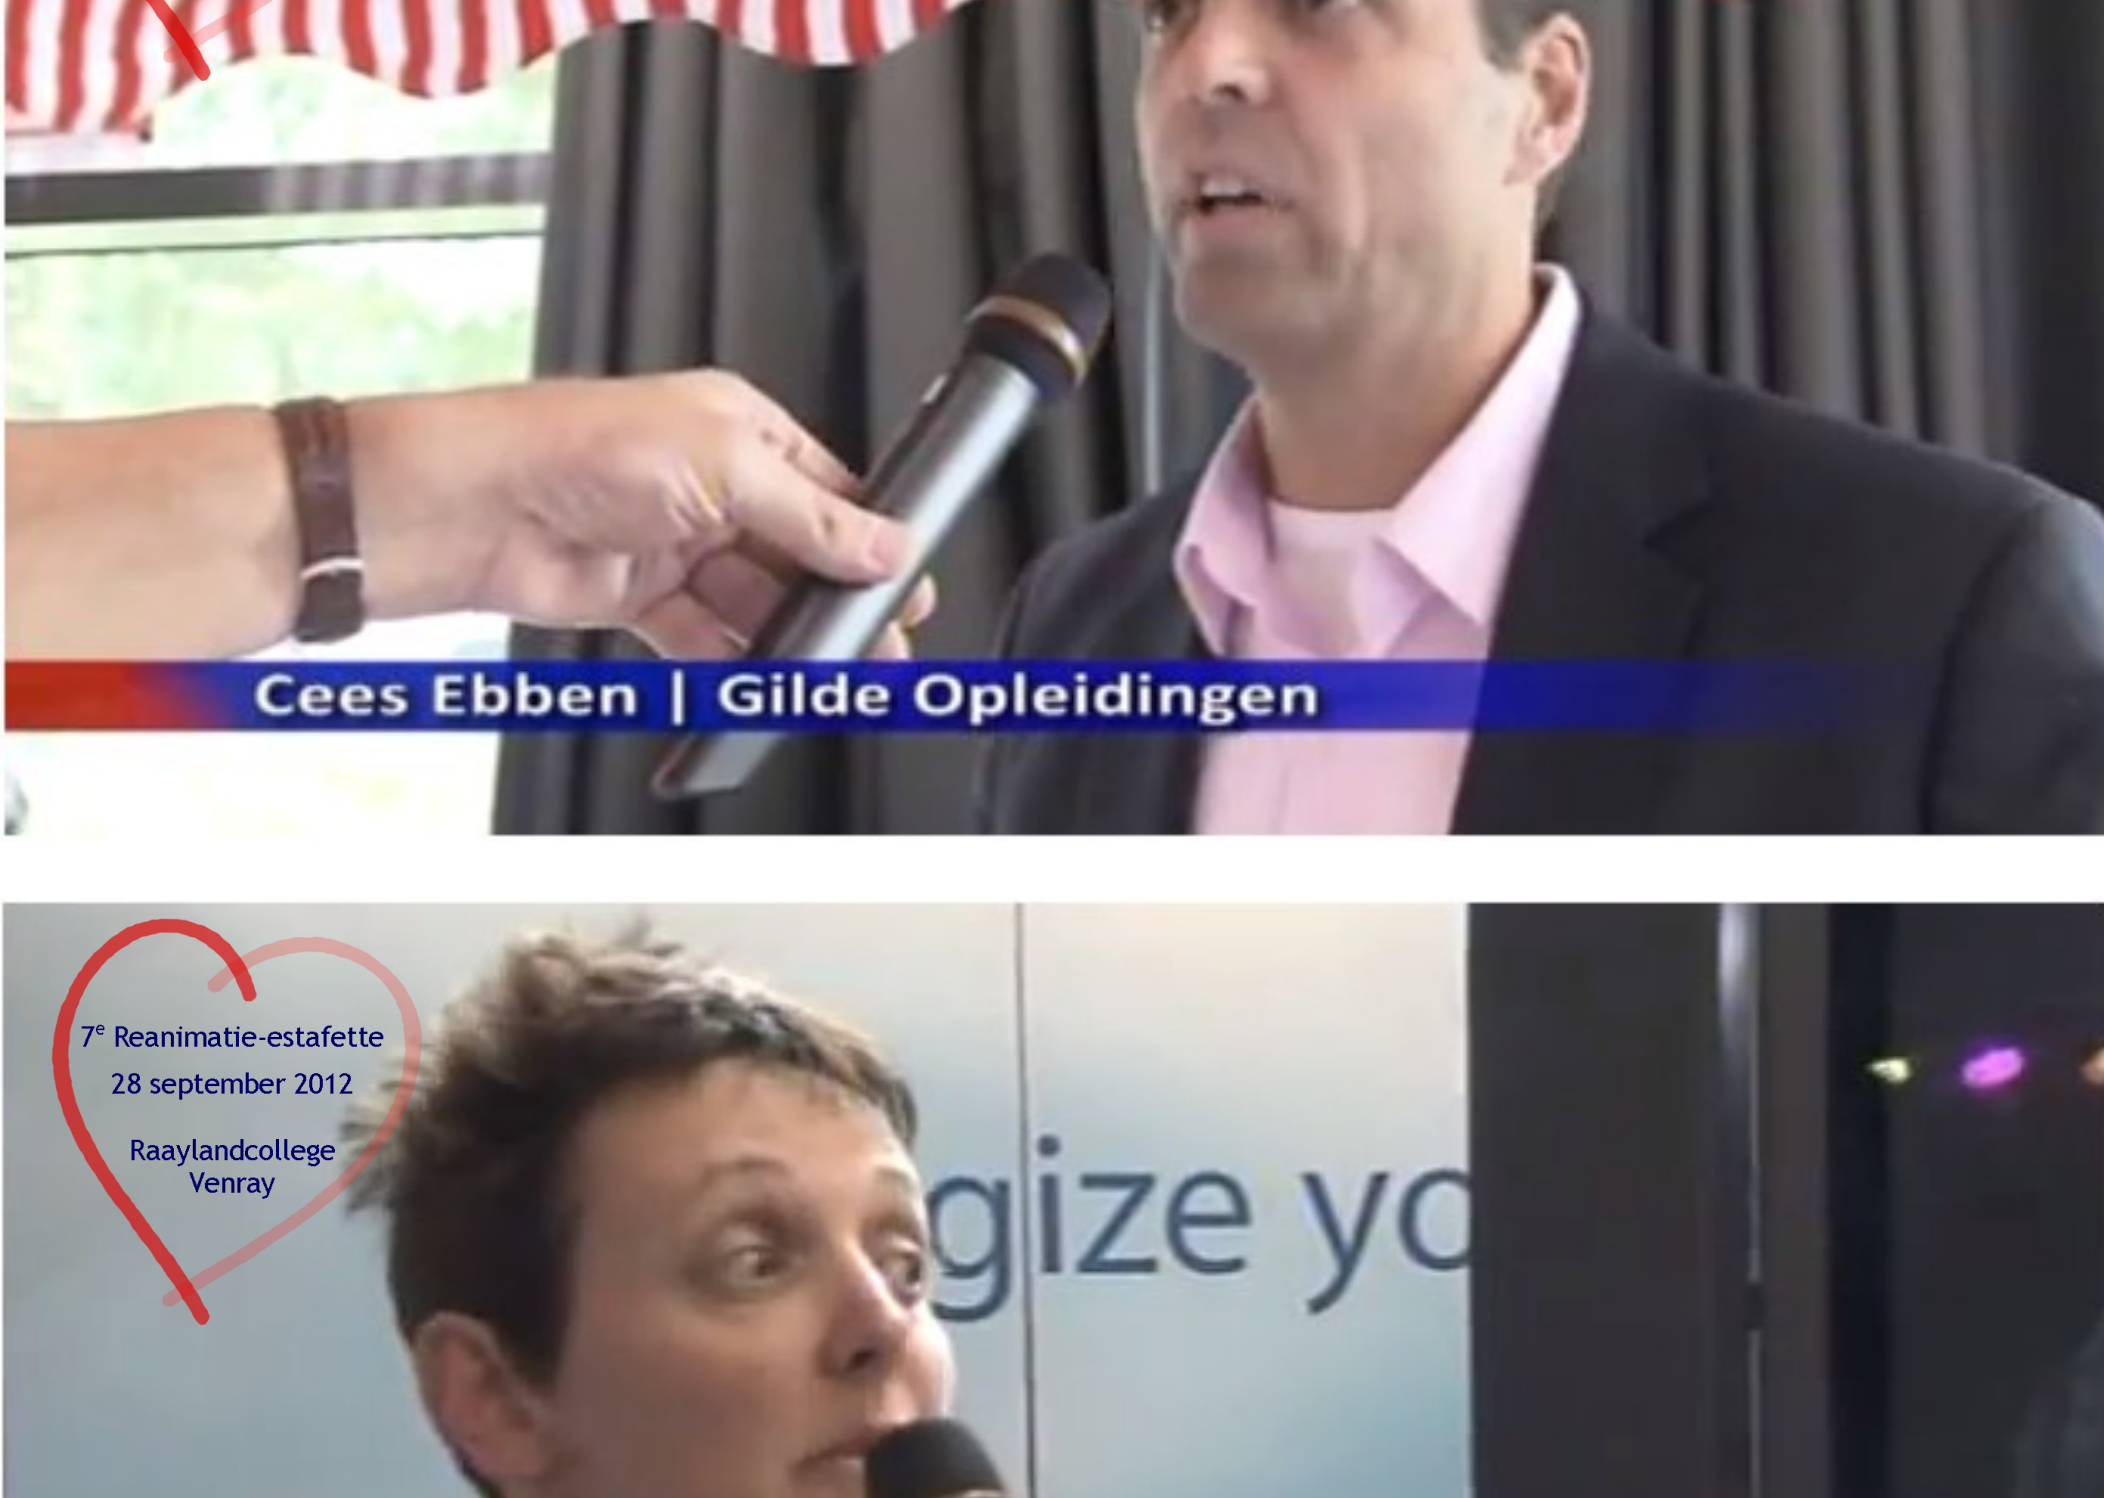 Cees Ebben | Gilde Opleidingen
7e Reanimatie-estafette
28 september 2012
Raaylandcollege
Venray
gize yo